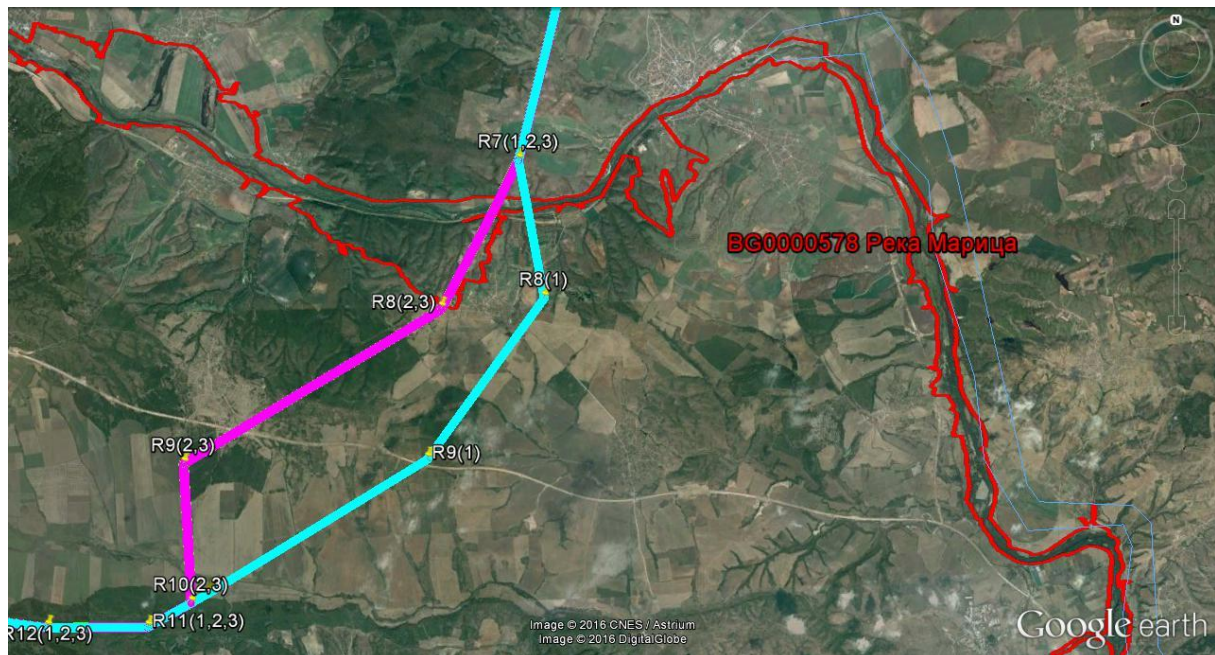 N
R7(1,2,3)
BG0000578 Река Марица
R8(1)
R8(2,3)
R9(2,3)
R9(1)
R10(2,3)
R11(1,2,3)
R12(1,2,3)
Image © 2016 CNES / Astrium
Image © 2016 DigitalGlobe
Google earth